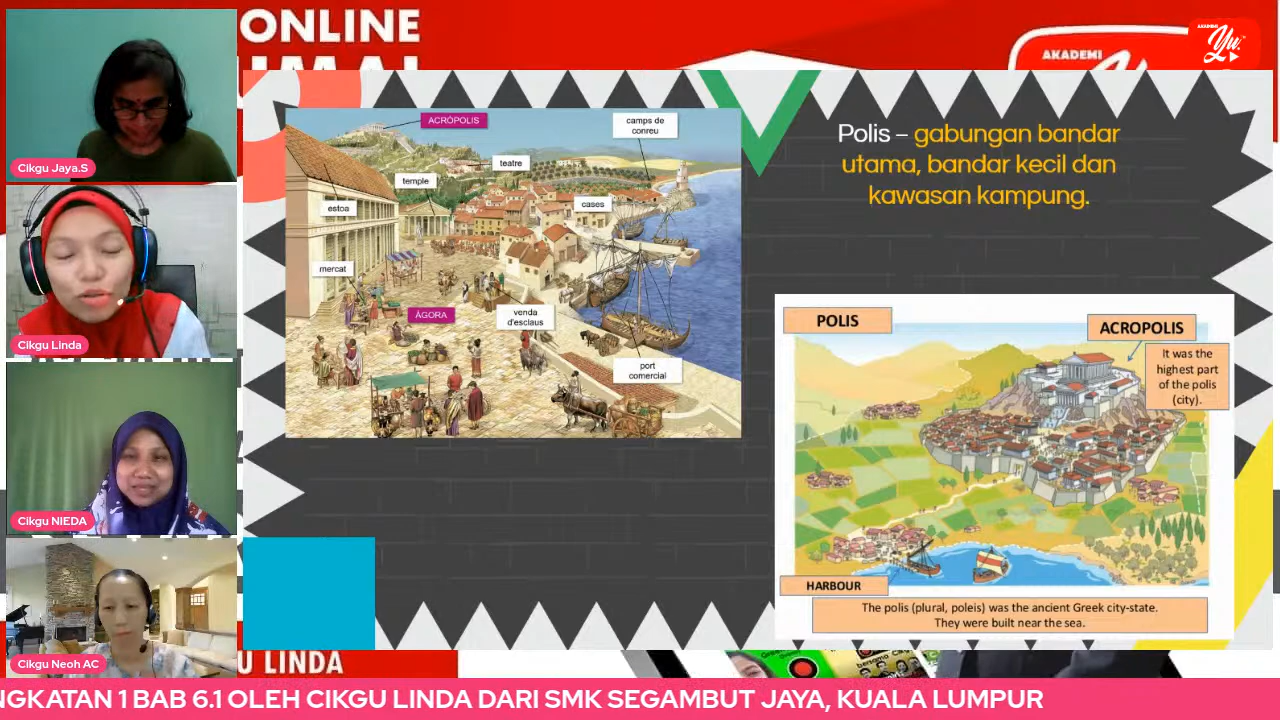 ONLINE
AKADEMI
AKADEMI
Yu.
Cikgu Jaya.S
Cikgu Linda
Cikgu NIEDA
Cikgu Neoh AC
ACRÒPOLIS
camps de
conreu
teatre
temple
estoa
cases
mercat
ÀGORA
venda
d'esclaus
port
comercial
Polis – gabungan bandar
utama, bandar kecil dan
kawasan kampung.
POLIS
ACROPOLIS
It was the
highest part
of the polis
(city).
HARBOUR
The polis (plural, poleis) was the ancient Greek city-state.
They were built near the sea.
U LINDA
bersama
NGKATAN 1 BAB 6.1 OLEH CIKGU LINDA DARI SMK SEGAMBUT JAYA, KUALA LUMPUR